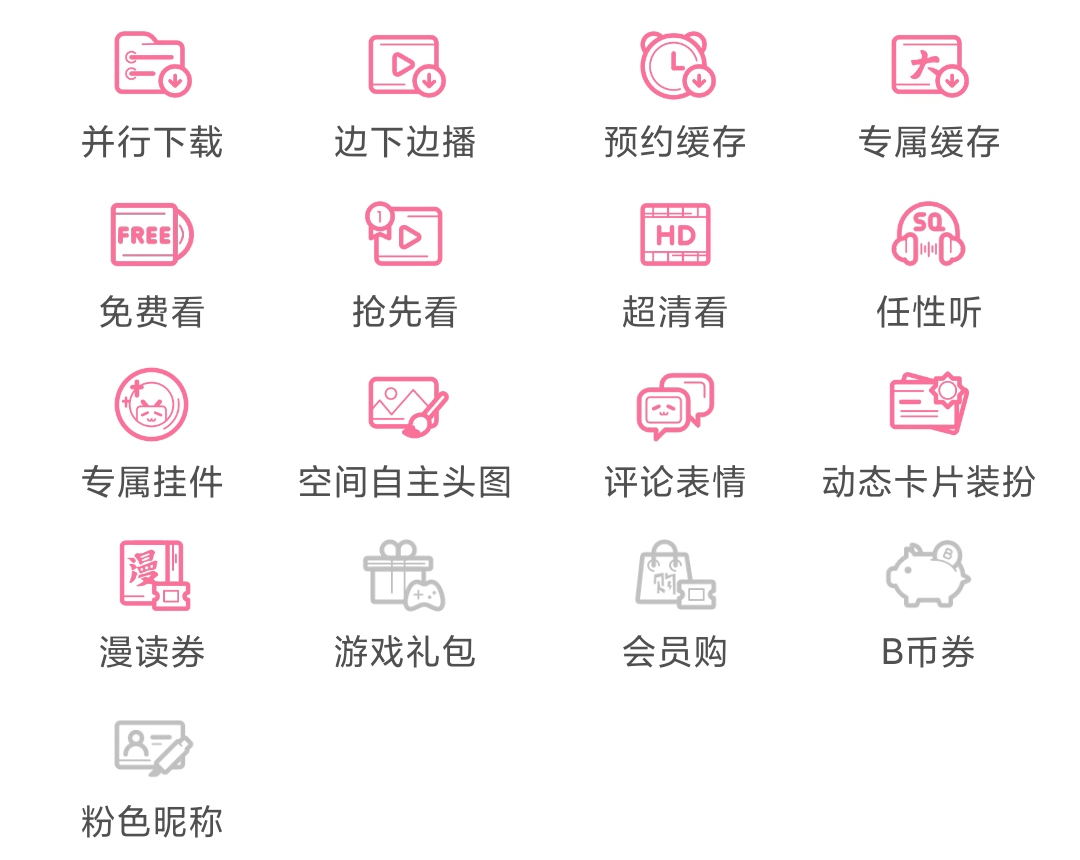 大
并行下载 边下边播 预约缓存 专属缓存
FREE 1 HD SQ
免费看 抢先看 超清看 任性听
专属挂件 空间自主头图 评论表情 动态卡片装扮
漫 购 B
漫读券 游戏礼包 会员购 B币券
粉色昵称